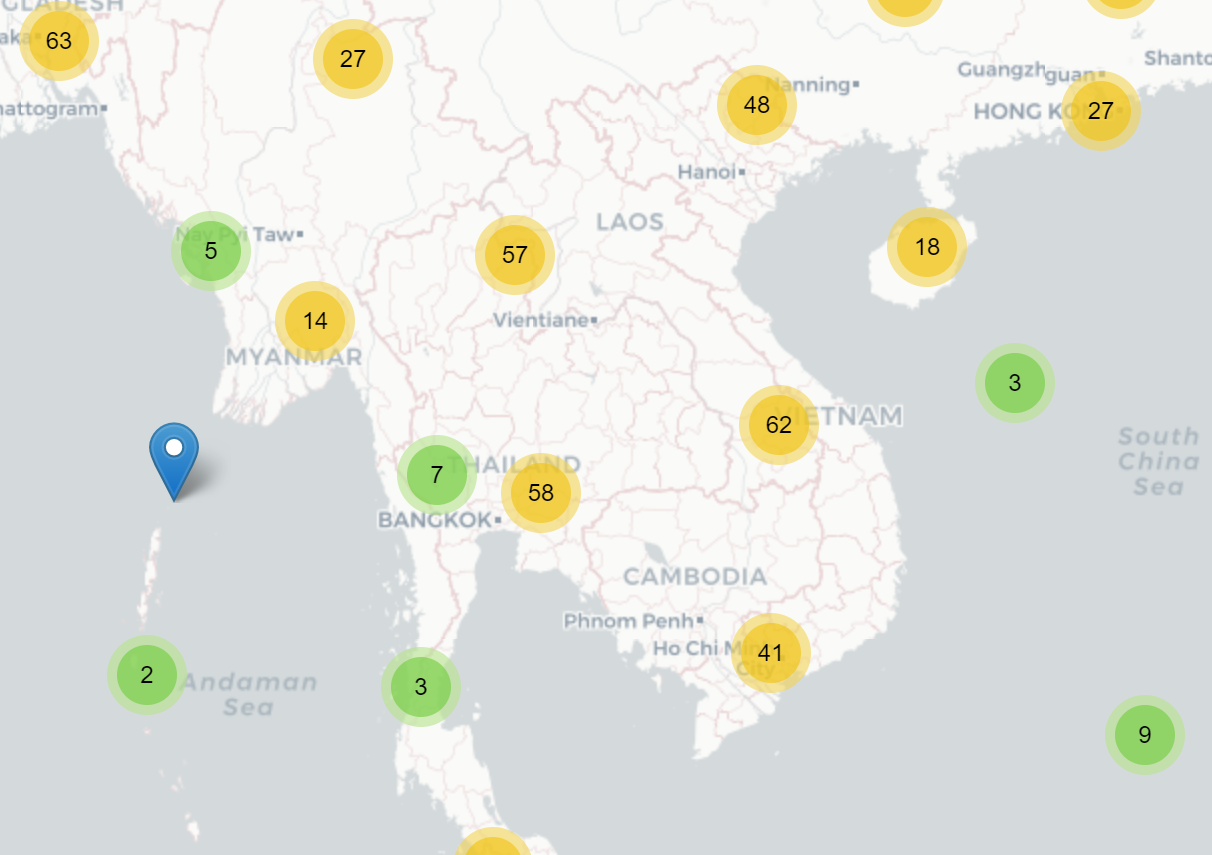 GLADESH
63
aka
27
Nanning
Guangzh
guan
Shanto
48
HONG KO
27
hattogram
Hanoi
LAOS
Nay Pyi Taw
5
57
18
14
Vientiane
MYANMAR
3
62
VIETNAM
South
China
Sea
7
THAILAND
58
BANGKOK
CAMBODIA
Phnom Penh
Ho Chi Minh
City
41
2
Andaman
Sea
3
9